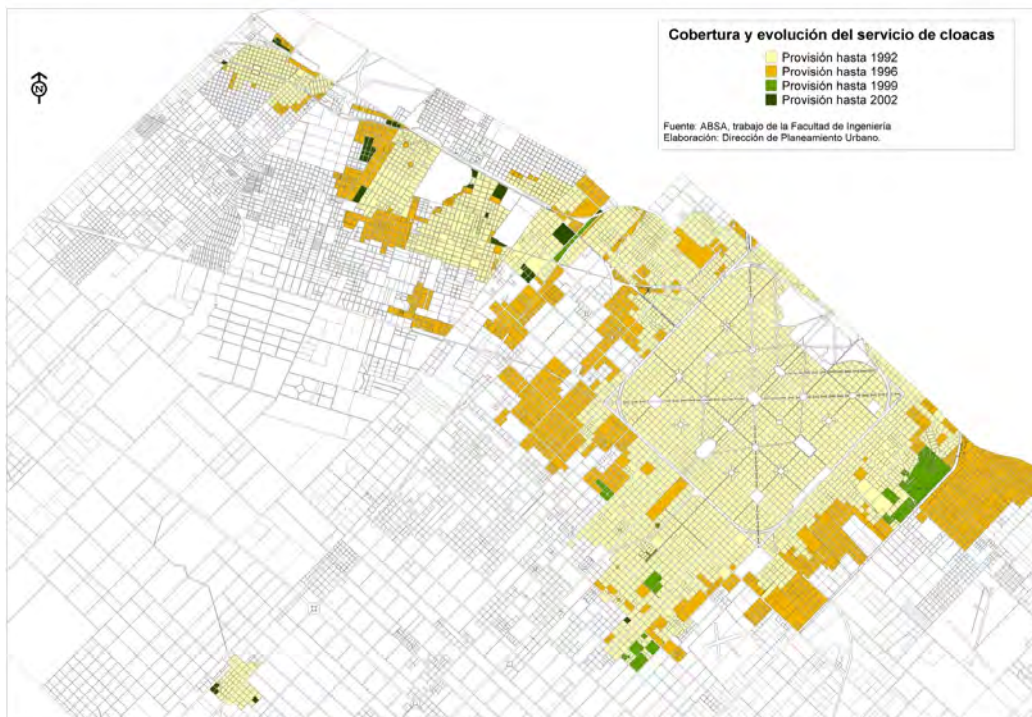 Cobertura y evolución del servicio de cloacas
Provisión hasta 1992
Provisión hasta 1996
Provisión hasta 1999
Provisión hasta 2002
Fuente: ABSA, trabajo de la Facultad de Ingeniería
Elaboración: Dirección de Planeamiento Urbano.
N